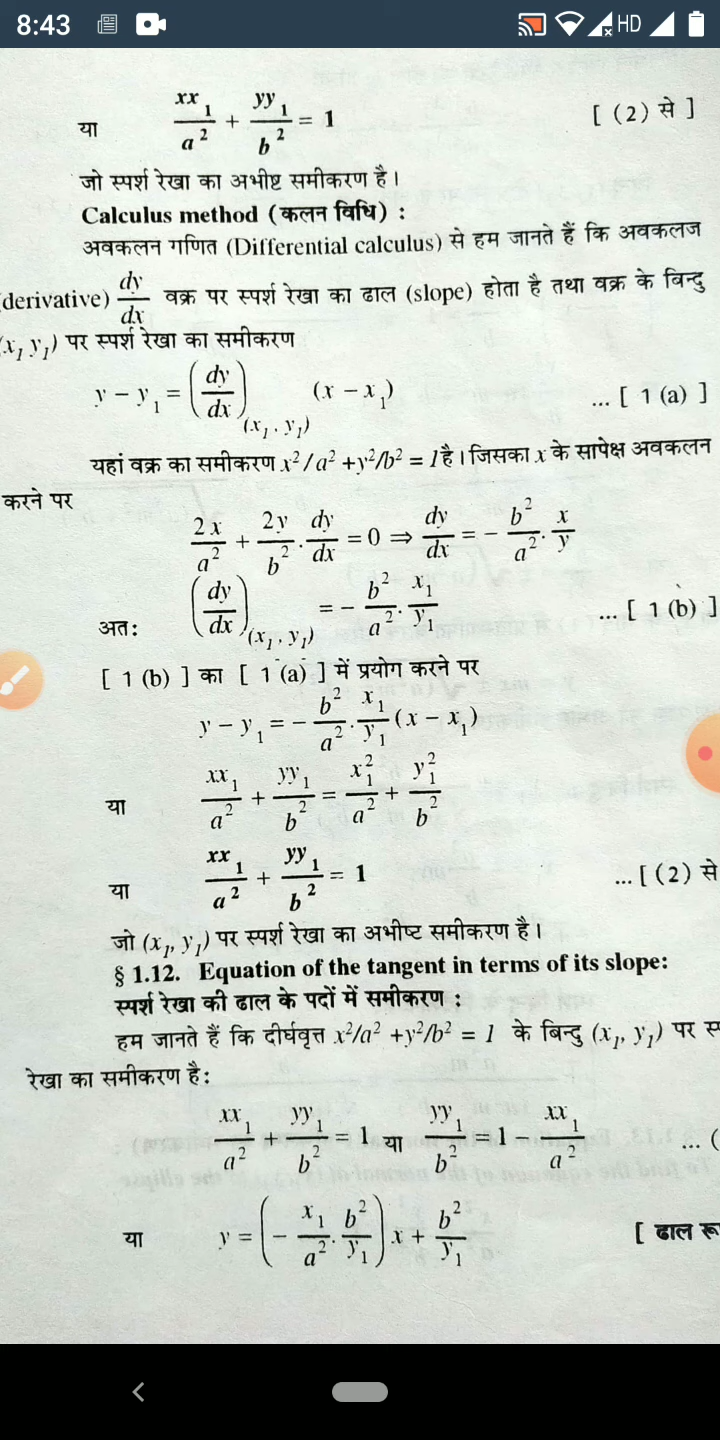 8:43 HD
या xx₁/a² + yy₁/b² = 1 [ (2) से ]
जो स्पर्श रेखा का अभीष्ट समीकरण है।
Calculus method (कलन विधि) :
अवकलन गणित (Differential calculus) से हम जानते हैं कि अवकलज
(derivative) dy/dx वक्र पर स्पर्श रेखा का ढाल (slope) होता है तथा वक्र के बिन्दु
(x₁ y₁) पर स्पर्श रेखा का समीकरण
y − y₁ = (dy/dx)₍ₓ₁, y₁₎ (x − x₁) ... [ 1 (a) ]
यहां वक्र का समीकरण x²/a² +y²/b² = 1 है। जिसका x के सापेक्ष अवकलन
करने पर
2x/a² + 2y/b² . dy/dx = 0 ⇒ dy/dx = − b²/a² . x/y
अतः (dy/dx)₍ₓ₁, y₁₎ = − b²/a² . x₁/y₁ ... [ 1 (b) ]
[ 1 (b) ] का [ 1 (a) ] में प्रयोग करने पर
y − y₁ = − b²/a² . x₁/y₁ (x − x₁)
या xx₁/a² + yy₁/b² = x₁²/a² + y₁²/b²
या xx₁/a² + yy₁/b² = 1 ... [ (2) से
जो (x₁, y₁) पर स्पर्श रेखा का अभीष्ट समीकरण है।
§ 1.12. Equation of the tangent in terms of its slope:
स्पर्श रेखा की ढाल के पदों में समीकरण :
हम जानते हैं कि दीर्घवृत्त x²/a² +y²/b² = 1 के बिन्दु (x₁, y₁) पर
रेखा का समीकरण है:
xx₁/a² + yy₁/b² = 1 या yy₁/b² = 1 − xx₁/a² ... (
या y = (− x₁/a² . b²/y₁) x + b²/y₁ [ ढाल